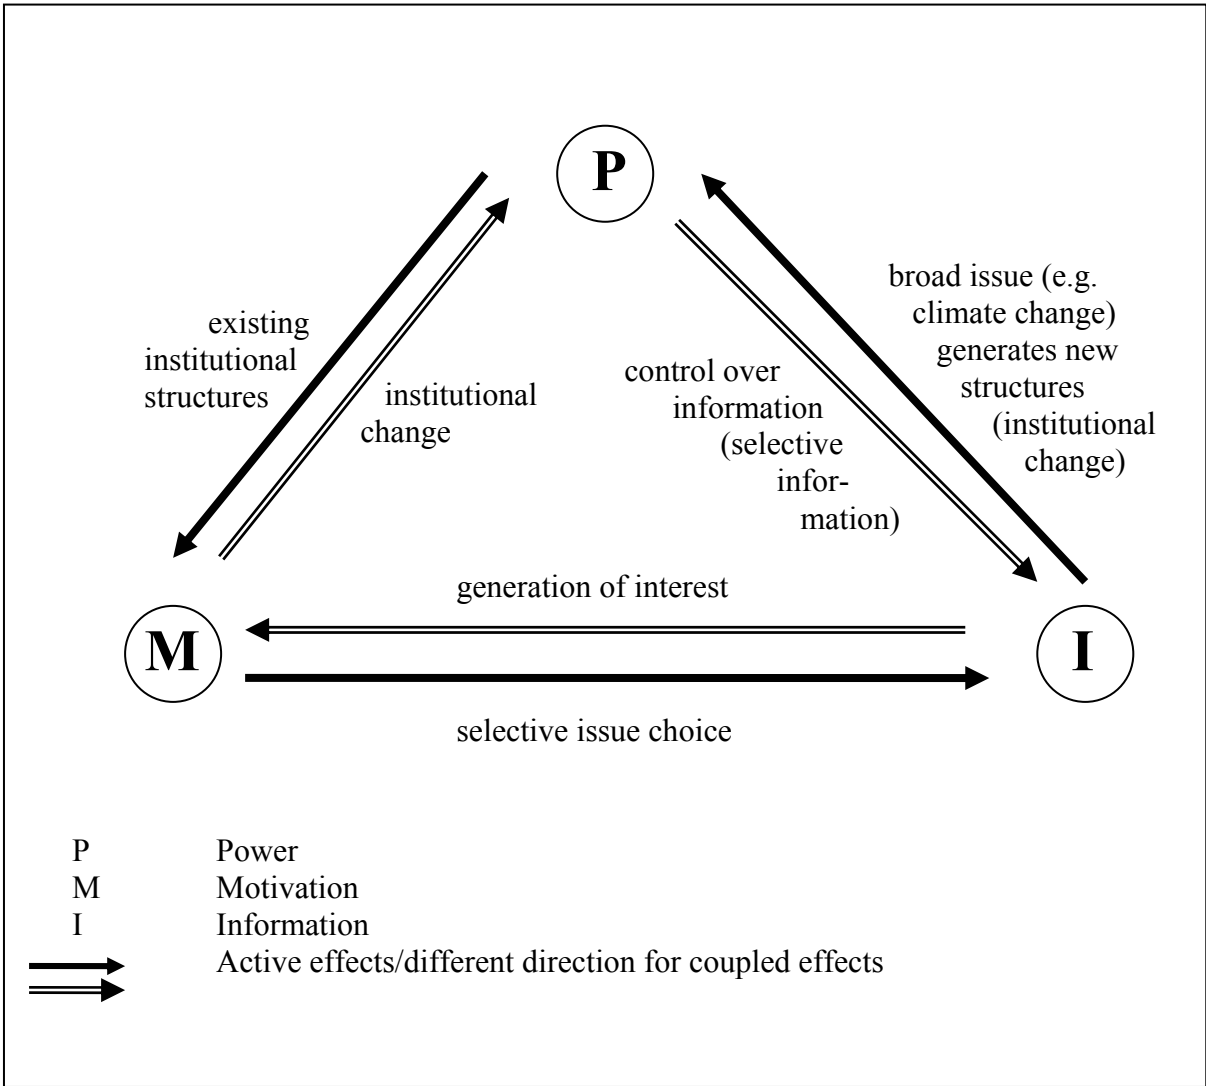 P
existing
institutional
structures
institutional
change
control over
information
(selective
infor-
mation)
broad issue (e.g.
climate change)
generates new
structures
(institutional
change)
generation of interest
M
I
selective issue choice
P Power
M Motivation
I Information
Active effects/different direction for coupled effects